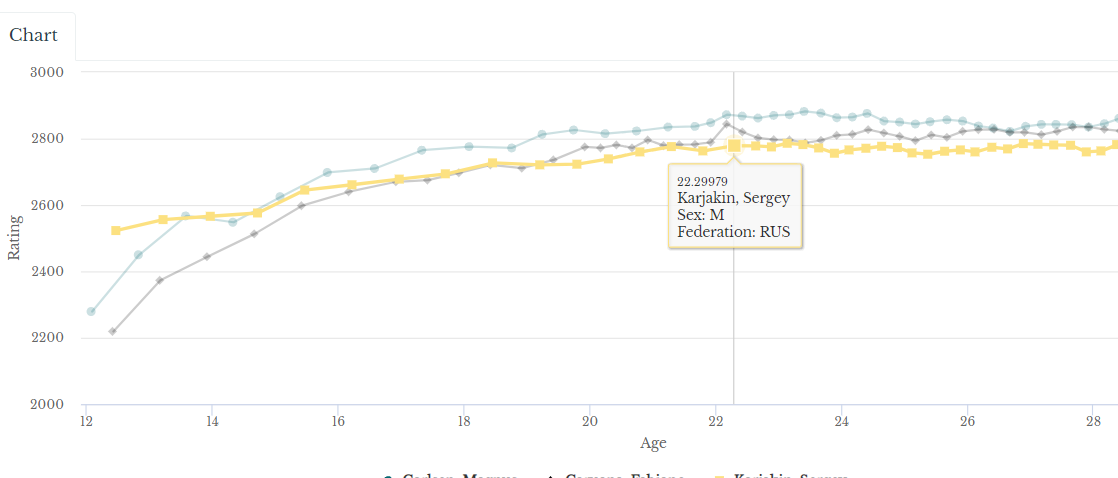 Chart
3000
2800
2600
2400
2200
2000
Rating
22.29979
Karjakin, Sergey
Sex: M
Federation: RUS
12 14 16 18 20 22 24 26 28
Age